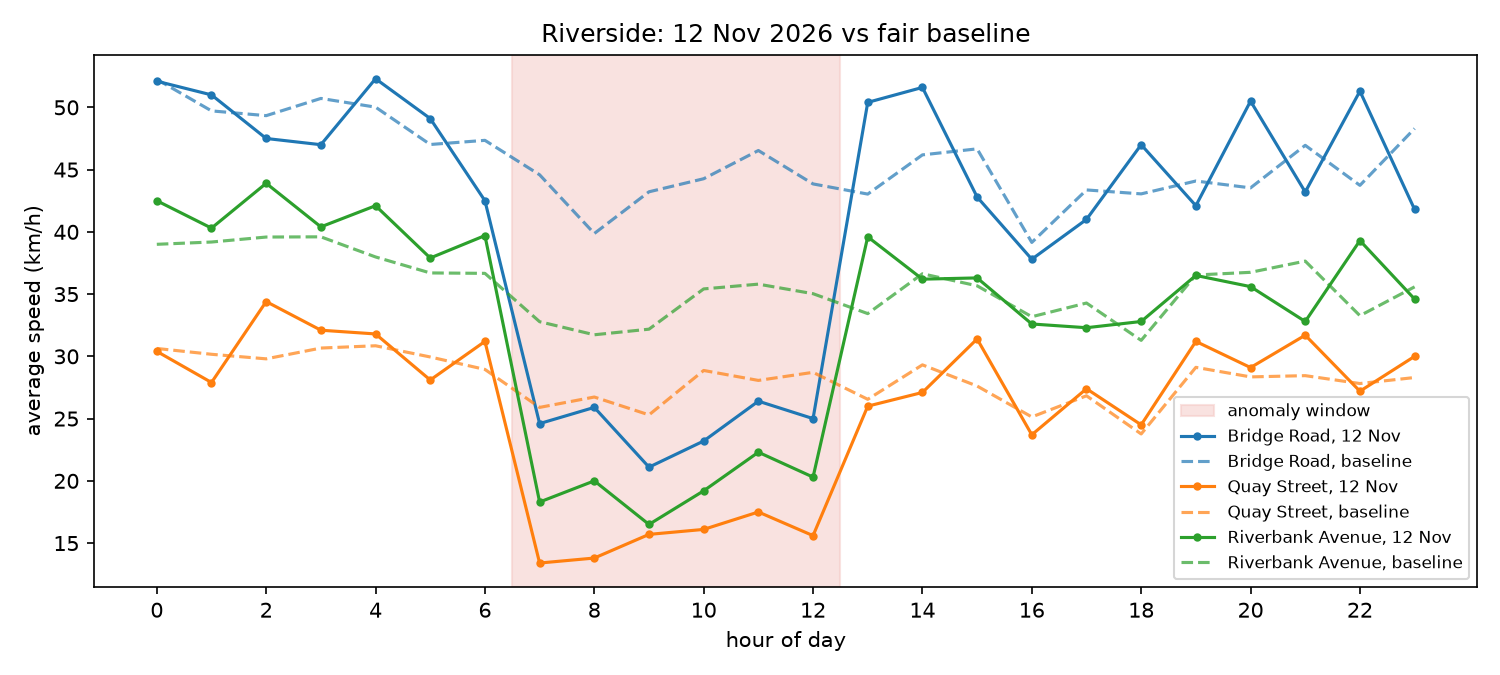 Riverside: 12 Nov 2026 vs fair baseline
average speed (km/h)
50
45
40
35
30
25
20
15
0 2 4 6 8 10 12 14 16 18 20 22
hour of day
anomaly window
Bridge Road, 12 Nov
Bridge Road, baseline
Quay Street, 12 Nov
Quay Street, baseline
Riverbank Avenue, 12 Nov
Riverbank Avenue, baseline